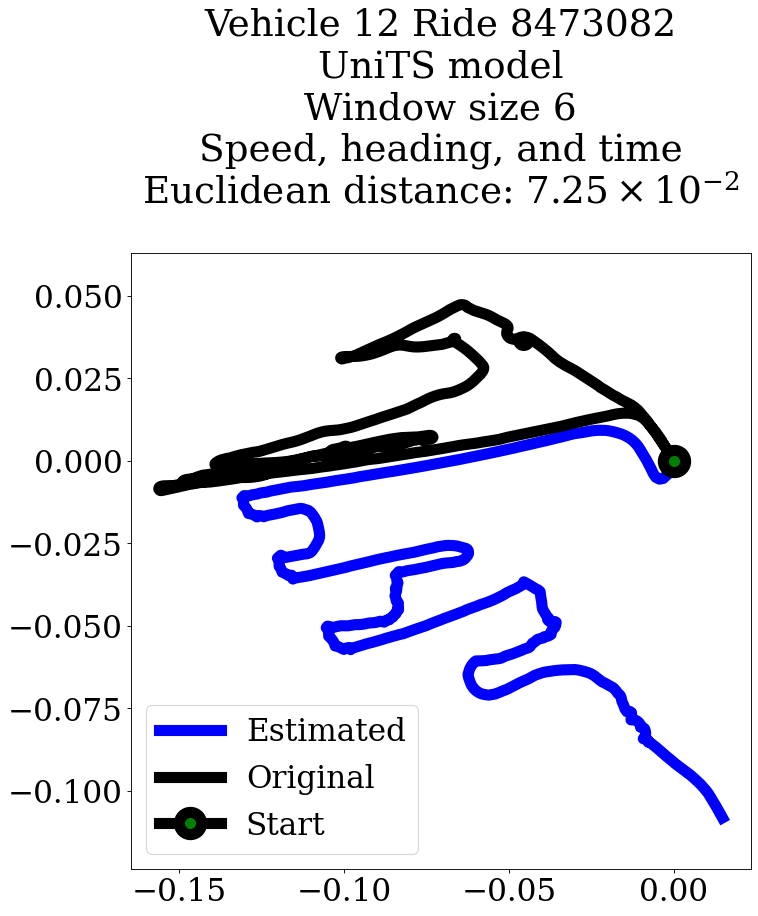 Vehicle 12 Ride 8473082
UniTS model
Window size 6
Speed, heading, and time
Euclidean distance: 7.25 × 10⁻²
0.050
0.025
0.000
−0.025
−0.050
−0.075
−0.100
Estimated
Original
Start
−0.15 −0.10 −0.05 0.00